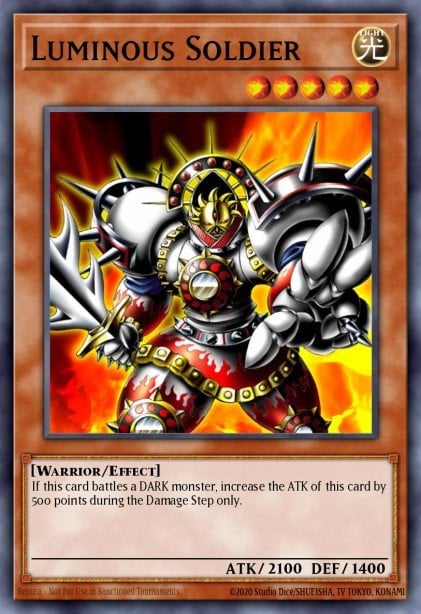 Luminous Soldier
LIGHT
光
[Warrior/Effect]
If this card battles a DARK monster, increase the ATK of this card by
500 points during the Damage Step only.
ATK/ 2100 DEF/ 1400
Replica - Not For Use in Sanctioned Tournaments
©2020 Studio Dice/SHUEISHA, TV TOKYO, KONAMI